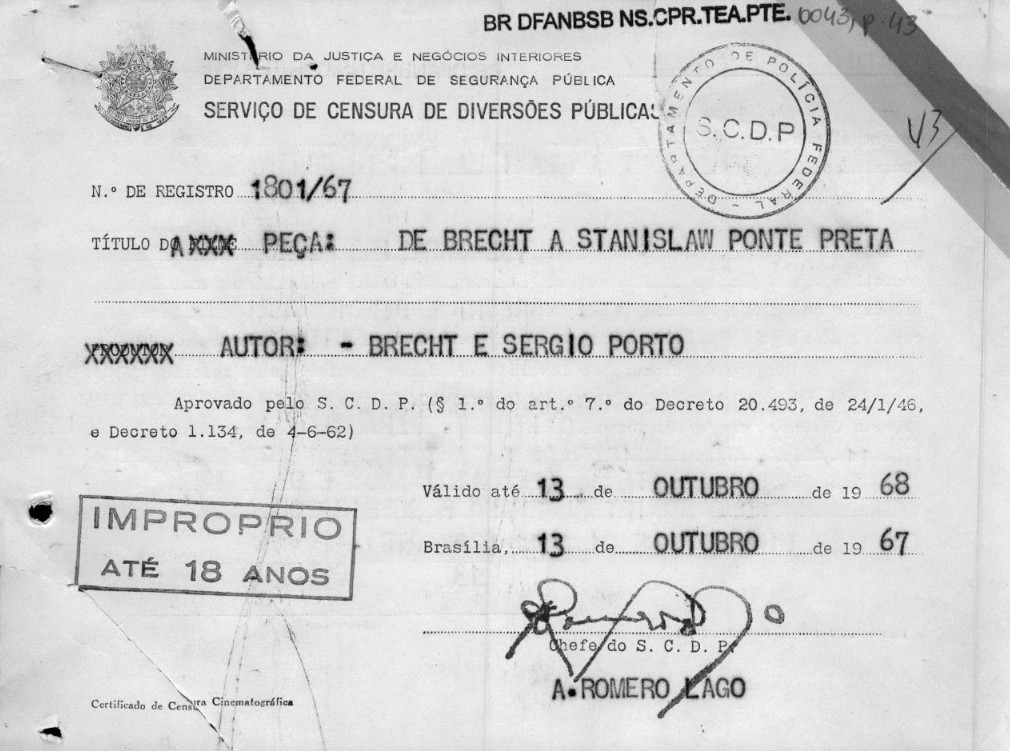 BR DFANBSB NS.CPR.TEA.PTE. 0043, p 43
MINISTÉRIO DA JUSTIÇA E NEGÓCIOS INTERIORES
DEPARTAMENTO FEDERAL DE SEGURANÇA PÚBLICA
SERVIÇO DE CENSURA DE DIVERSÕES PÚBLICAS
DEPARTAMENTO DE POLÍCIA FEDERAL
S.C.D.P
N.º DE REGISTRO 1801/67
TÍTULO DA XXX PEÇA: DE BRECHT A STANISLAW PONTE PRETA
XXXXXX AUTOR: - BRECHT E SERGIO PORTO
Aprovado pelo S. C. D. P. (§ 1.º do art.º 7.º do Decreto 20.493, de 24/1/46,
e Decreto 1.134, de 4-6-62)
Válido até 13 de OUTUBRO de 19 68
IMPROPRIO
ATÉ 18 ANOS
Brasília, 13 de OUTUBRO de 19 67
Chefe do S. C. D. P.
A. ROMERO LAGO
Certificado de Censura Cinematográfica